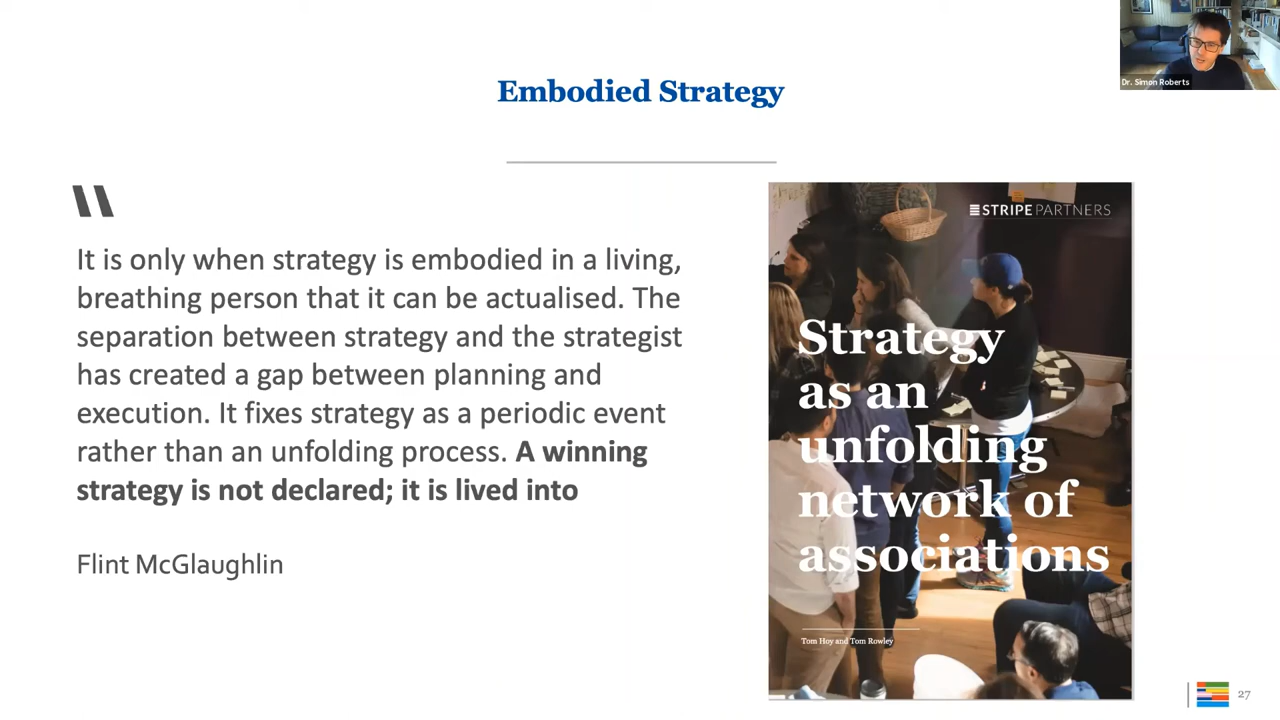 Dr. Simon Roberts
Embodied Strategy
It is only when strategy is embodied in a living,
breathing person that it can be actualised. The
separation between strategy and the strategist
has created a gap between planning and
execution. It fixes strategy as a periodic event
rather than an unfolding process. A winning
strategy is not declared; it is lived into
Flint McGlaughlin
STRIPE PARTNERS
Strategy
as an
unfolding
network of
associations
Tom Hoy and Tom Rowley
27